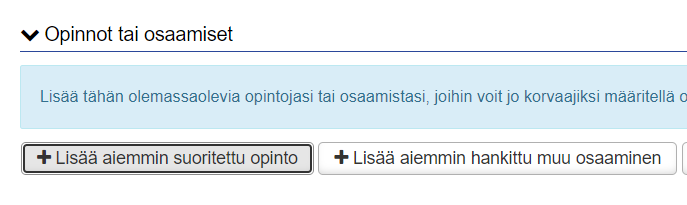 Opinnot tai osaamiset
Lisää tähän olemassaolevia opintojasi tai osaamistasi, joihin voit jo korvaajiksi määritellä o
+ Lisää aiemmin suoritettu opinto
+ Lisää aiemmin hankittu muu osaaminen